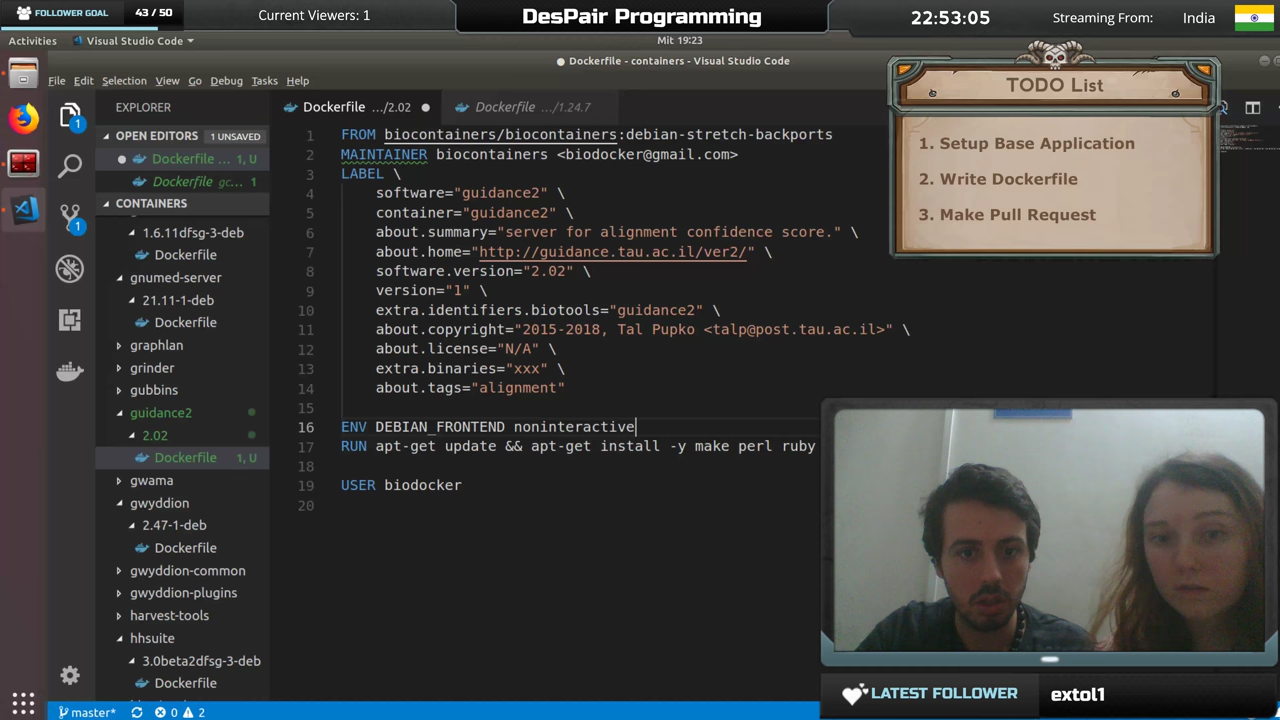 FOLLOWER GOAL 43 / 50
Current Viewers: 1
DesPair Programming
22:53:05
Streaming From: India
Activities
Visual Studio Code
Mit 19:23
Dockerfile - containers - Visual Studio Code
File Edit Selection View Go Debug Tasks Help
TODO List
1. Setup Base Application
2. Write Dockerfile
3. Make Pull Request
EXPLORER
OPEN EDITORS 1 UNSAVED
Dockerfile ... 1, U
Dockerfile gc... 1
CONTAINERS
1.6.11dfsg-3-deb
Dockerfile
gnumed-server
21.11-1-deb
Dockerfile
graphlan
grinder
gubbins
guidance2
2.02
Dockerfile 1, U
gwama
gwyddion
2.47-1-deb
Dockerfile
gwyddion-common
gwyddion-plugins
harvest-tools
hhsuite
3.0beta2dfsg-3-deb
Dockerfile
1
1
Dockerfile .../2.02
Dockerfile .../1.24.7
1 FROM biocontainers/biocontainers:debian-stretch-backports
2 MAINTAINER biocontainers <biodocker@gmail.com>
3 LABEL \
4 software="guidance2" \
5 container="guidance2" \
6 about.summary="server for alignment confidence score." \
7 about.home="http://guidance.tau.ac.il/ver2/" \
8 software.version="2.02" \
9 version="1" \
10 extra.identifiers.biotools="guidance2" \
11 about.copyright="2015-2018, Tal Pupko <talp@post.tau.ac.il>" \
12 about.license="N/A" \
13 extra.binaries="xxx" \
14 about.tags="alignment"
15
16 ENV DEBIAN_FRONTEND noninteractive
17 RUN apt-get update && apt-get install -y make perl ruby
18
19 USER biodocker
20
master* 0 2
LATEST FOLLOWER
extol1